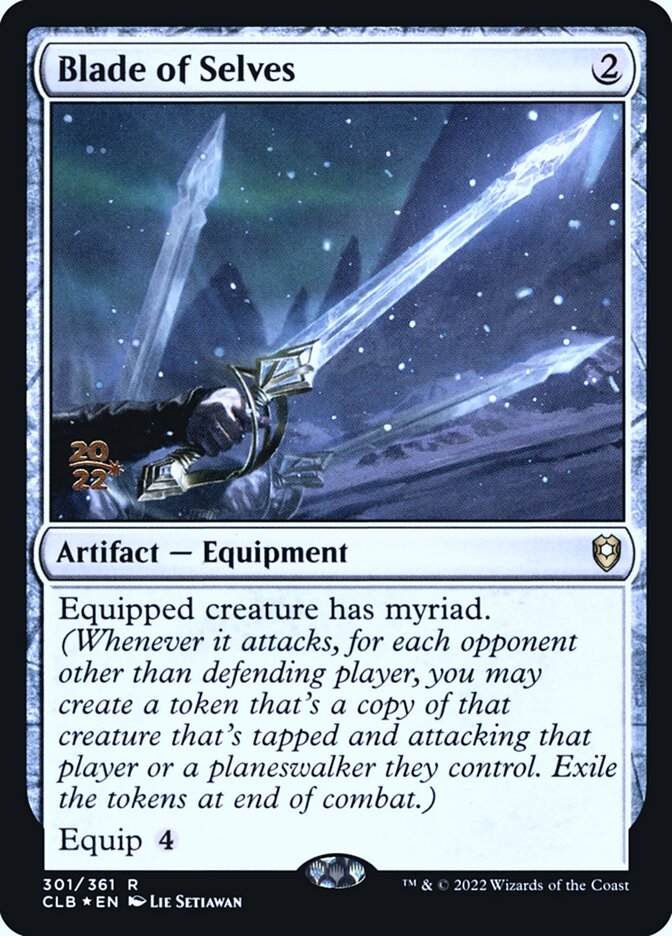 Blade of Selves 2
20
22
Artifact — Equipment
Equipped creature has myriad.
(Whenever it attacks, for each opponent
other than defending player, you may
create a token that's a copy of that
creature that's tapped and attacking that
player or a planeswalker they control. Exile
the tokens at end of combat.)
Equip 4
301/361 R
CLB ★ EN Lie Setiawan
™ & © 2022 Wizards of the Coast